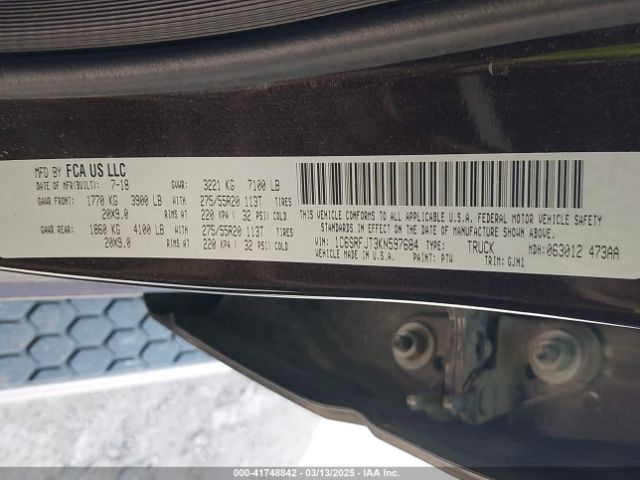 MFD BY FCA US LLC
DATE OF MFR(BUILT): 7-18 GVWR: 3221 KG 7100 LB
GAWR FRONT: 1770 KG 3900 LB WITH 275/55R20 113T TIRES
20X9.0 RIMS AT 220 KPA ( 32 PSI) COLD
GAWR REAR: 1860 KG 4100 LB WITH 275/55R20 113T TIRES
20X9.0 RIMS AT 220 KPA ( 32 PSI) COLD
THIS VEHICLE CONFORMS TO ALL APPLICABLE U.S.A. FEDERAL MOTOR VEHICLE SAFETY
STANDARDS IN EFFECT ON THE DATE OF MANUFACTURE SHOWN ABOVE
VIN: 1C6SRFJT3KN597684 TYPE: TRUCK MDH:063012 473AA
MADE IN U.S.A. PAINT: PTW TRIM: GJM1
000-41748842 / 03/13/2025 / IAA Inc.